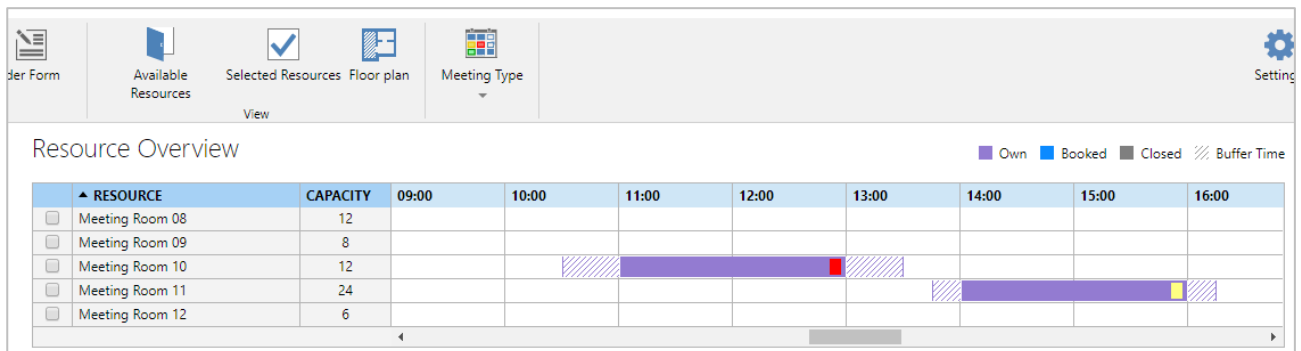 der Form
Available
Resources
Selected Resources
Floor plan
View
Meeting Type
Setting
Resource Overview
Own Booked Closed Buffer Time
RESOURCE CAPACITY 09:00 10:00 11:00 12:00 13:00 14:00 15:00 16:00
Meeting Room 08 12
Meeting Room 09 8
Meeting Room 10 12
Meeting Room 11 24
Meeting Room 12 6